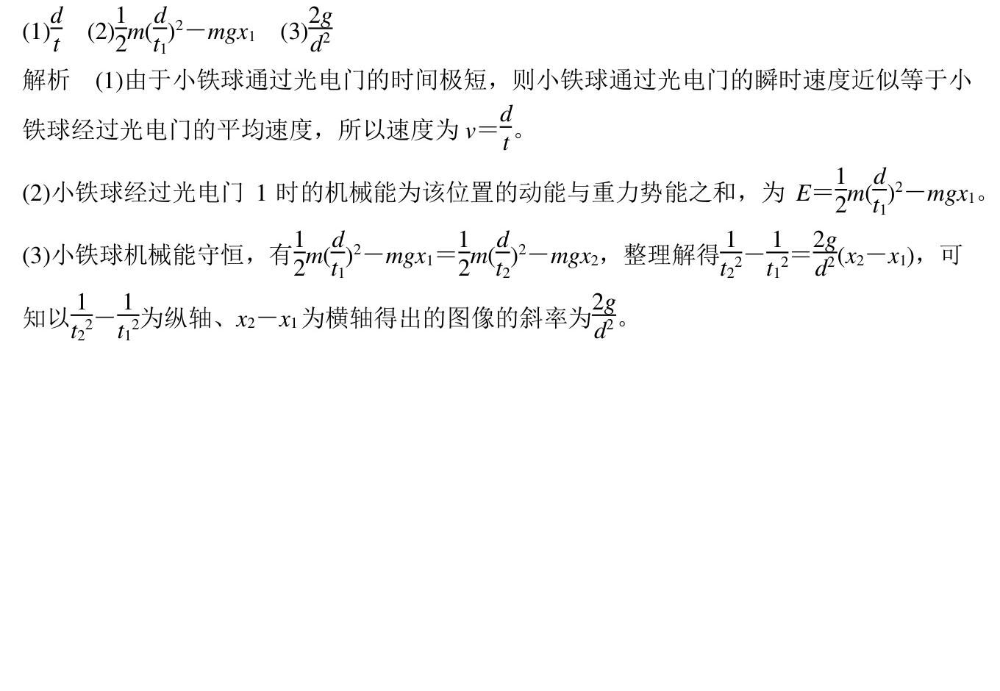 (1)$\frac{d}{t}$ (2)$\frac{1}{2}m(\frac{d}{t_1})^2-mgx_1$ (3)$\frac{2g}{d^2}$
解析 (1)由于小铁球通过光电门的时间极短，则小铁球通过光电门的瞬时速度近似等于小
铁球经过光电门的平均速度，所以速度为 $v=\frac{d}{t}$。
(2)小铁球经过光电门 1 时的机械能为该位置的动能与重力势能之和，为 $E=\frac{1}{2}m(\frac{d}{t_1})^2-mgx_1$。
(3)小铁球机械能守恒，有$\frac{1}{2}m(\frac{d}{t_1})^2-mgx_1=\frac{1}{2}m(\frac{d}{t_2})^2-mgx_2$，整理解得$\frac{1}{t_2{}^2}-\frac{1}{t_1{}^2}=\frac{2g}{d^2}(x_2-x_1)$，可
知以$\frac{1}{t_2{}^2}-\frac{1}{t_1{}^2}$为纵轴、$x_2-x_1$为横轴得出的图像的斜率为$\frac{2g}{d^2}$。